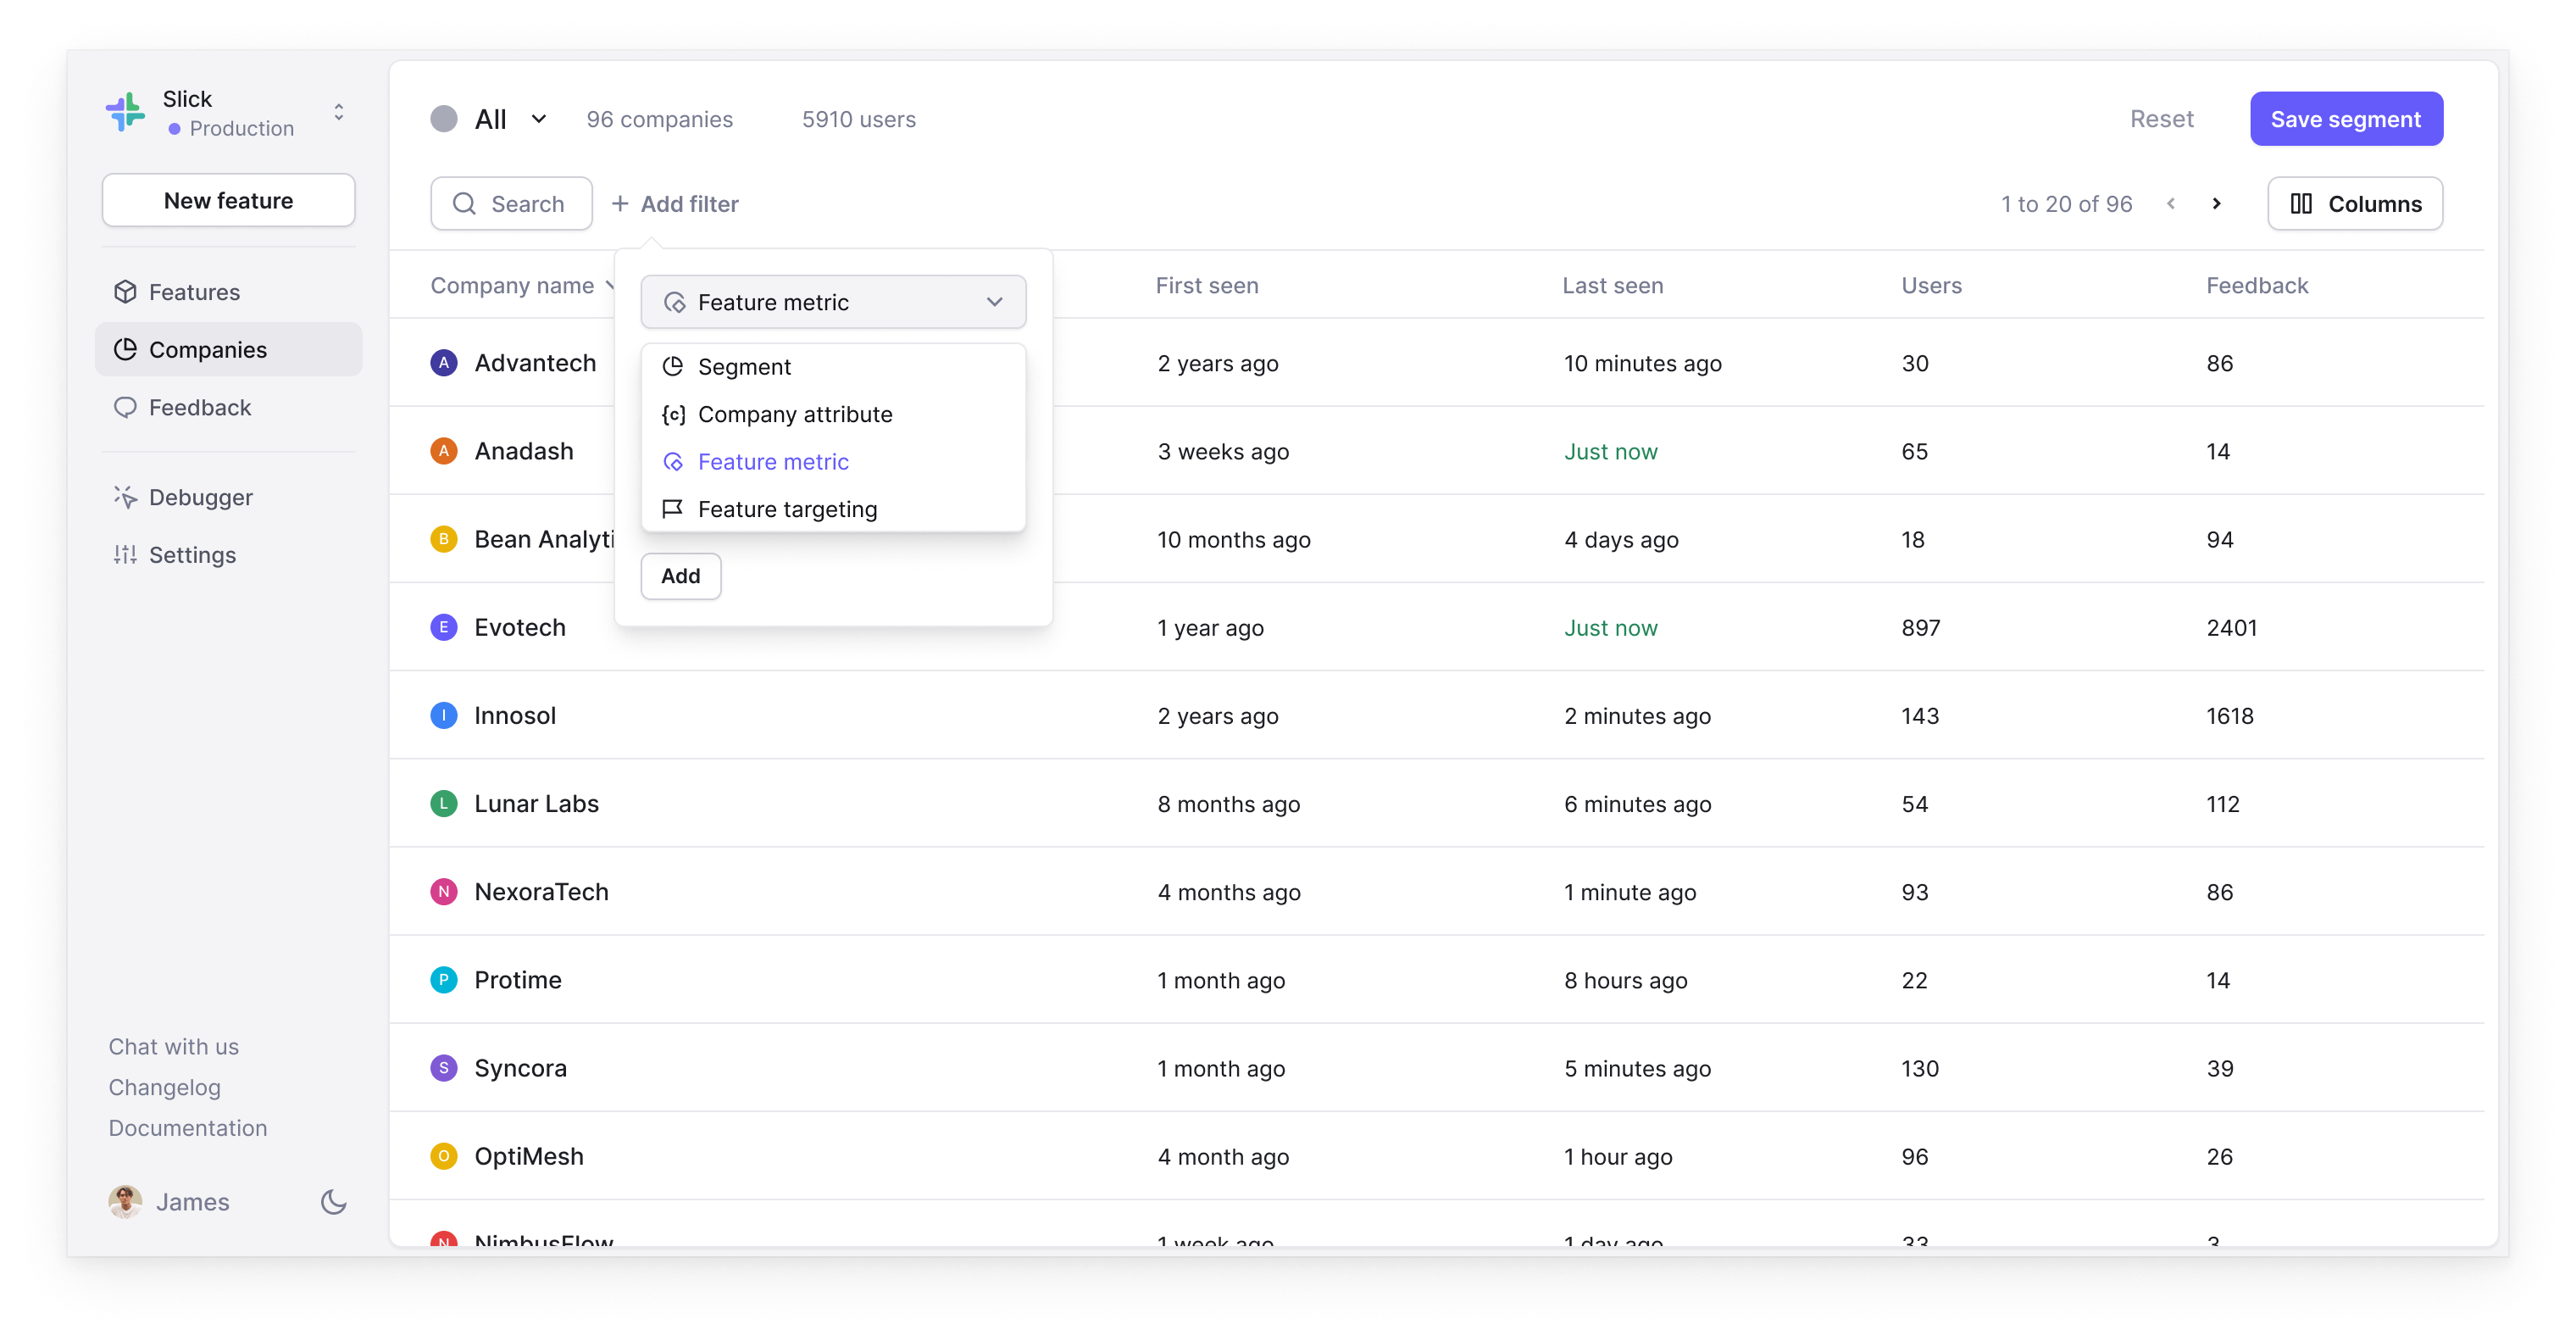 Slick
Production
New feature
Features
Companies
Feedback
Debugger
Settings
Chat with us
Changelog
Documentation
James
All 96 companies 5910 users Reset Save segment
Search + Add filter 1 to 20 of 96 Columns
Company name First seen Last seen Users Feedback
Feature metric
Segment
{c} Company attribute
Feature metric
Feature targeting
Add
A Advantech 2 years ago 10 minutes ago 30 86
A Anadash 3 weeks ago Just now 65 14
B Bean Analyti 10 months ago 4 days ago 18 94
E Evotech 1 year ago Just now 897 2401
I Innosol 2 years ago 2 minutes ago 143 1618
L Lunar Labs 8 months ago 6 minutes ago 54 112
N NexoraTech 4 months ago 1 minute ago 93 86
P Protime 1 month ago 8 hours ago 22 14
S Syncora 1 month ago 5 minutes ago 130 39
O OptiMesh 4 month ago 1 hour ago 96 26
N NimbusFlow 1 week ago 1 day ago 33 3